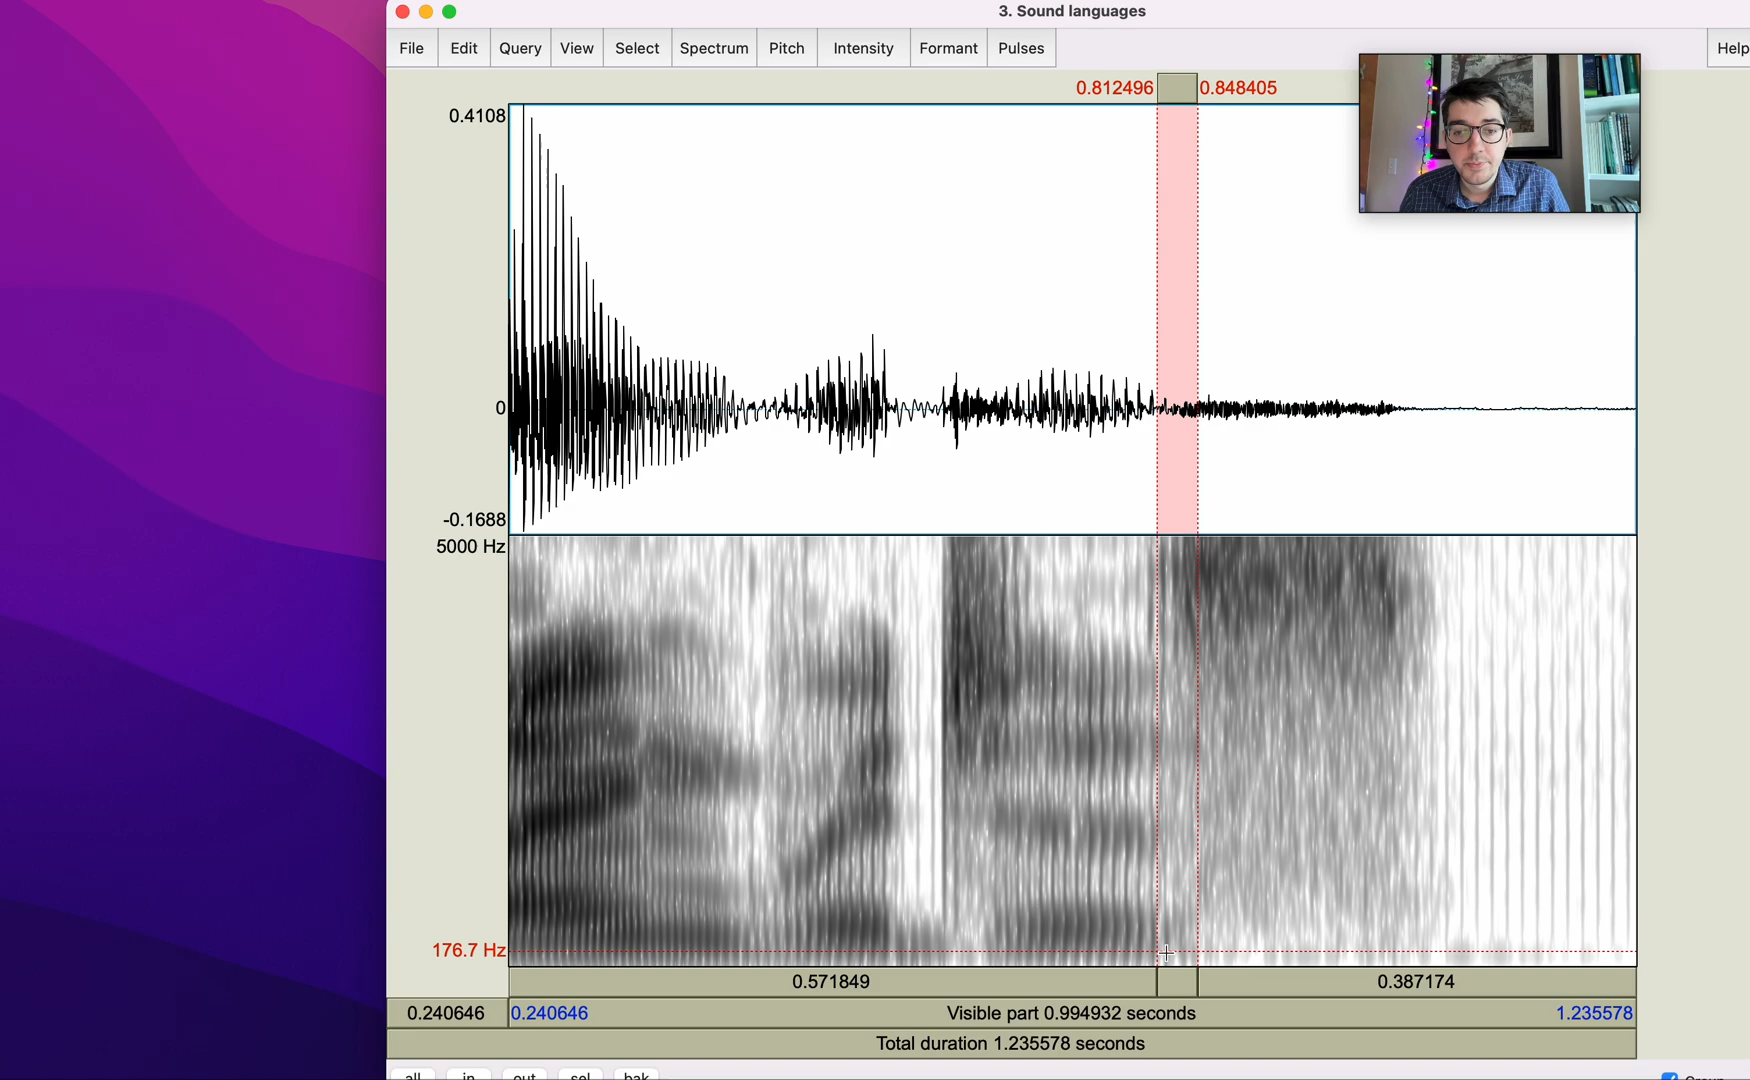 3. Sound languages
File Edit Query View Select Spectrum Pitch Intensity Formant Pulses Help
0.812496 0.848405
0.4108
0
-0.1688
5000 Hz
176.7 Hz
0.571849 0.387174
0.240646 0.240646 Visible part 0.994932 seconds 1.235578
Total duration 1.235578 seconds
all in out sel bak